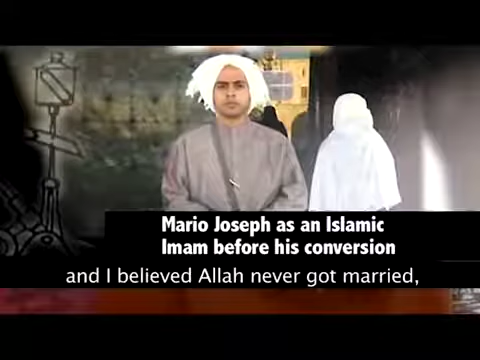 Mario Joseph as an Islamic
Imam before his conversion
and I believed Allah never got married,